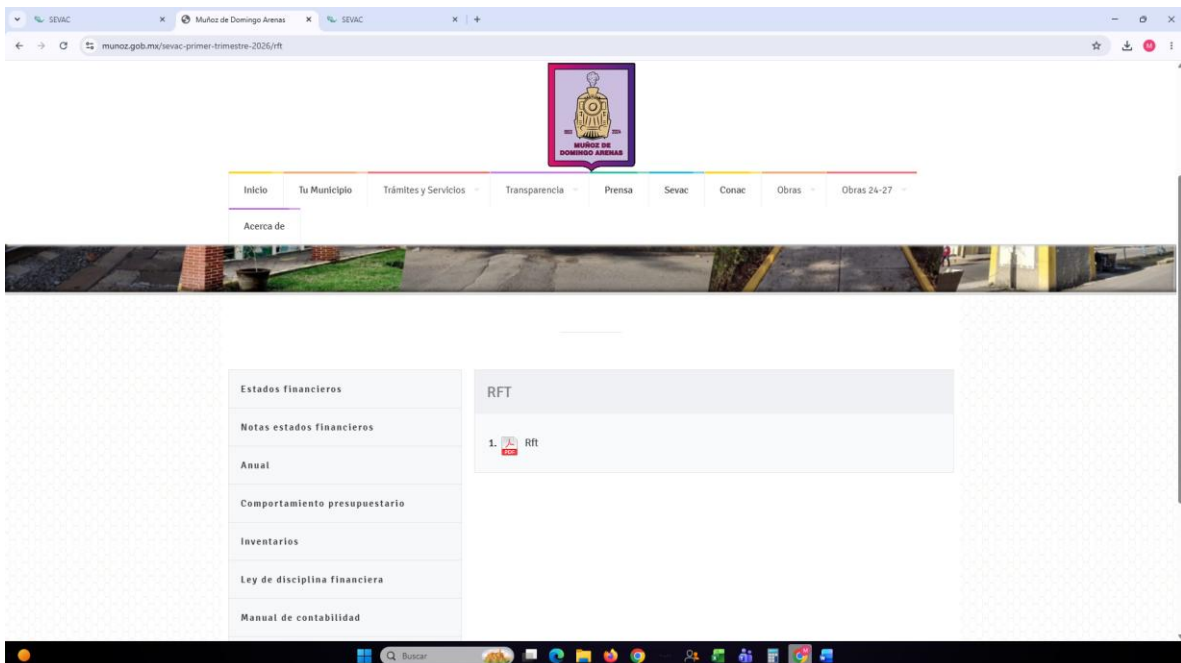 SEVAC
Muñoz de Domingo Arenas
SEVAC
munoz.gob.mx/sevac-primer-trimestre-2026/rft
M
MUÑOZ DE
DOMINGO ARENAS
Inicio
Tu Municipio
Trámites y Servicios
Transparencia
Prensa
Sevac
Conac
Obras
Obras 24-27
Acerca de
Estados financieros
Notas estados financieros
Anual
Comportamiento presupuestario
Inventarios
Ley de disciplina financiera
Manual de contabilidad
RFT
1. PDF Rft
Buscar